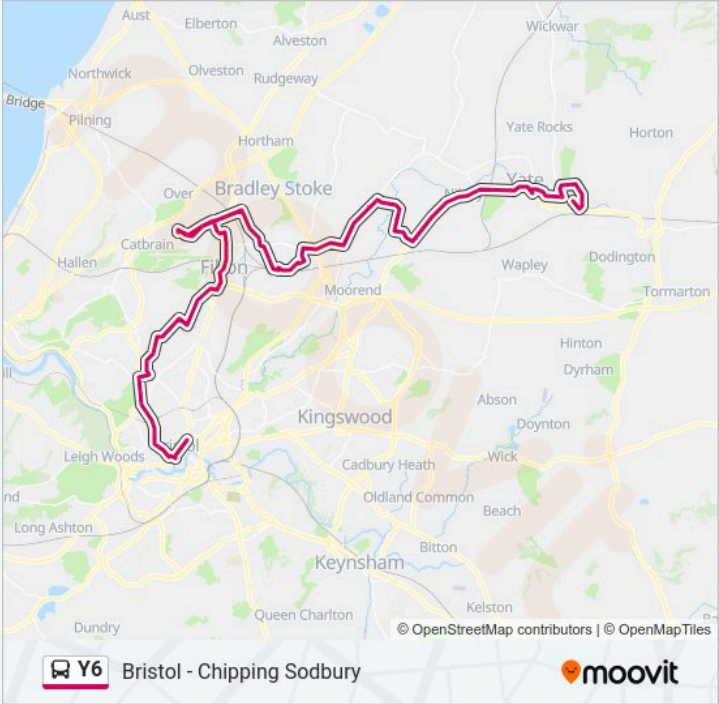 Aust
Elberton
Wickwar
Alveston
Northwick
Olveston
Rudgeway
Bridge
Pilning
Yate Rocks
Horton
Hortham
Yate
Over
Bradley Stoke
Catbrain
Hallen
Dodington
Wapley
Moorend
Tormarton
Hinton
Dyrham
Abson
Kingswood
Doynton
Leigh Woods
Wick
Cadbury Heath
Oldland Common
Beach
Long Ashton
Bitton
Keynsham
Kelston
Queen Charlton
Dundry
© OpenStreetMap contributors | © OpenMapTiles
Y6 Bristol - Chipping Sodbury
moovit